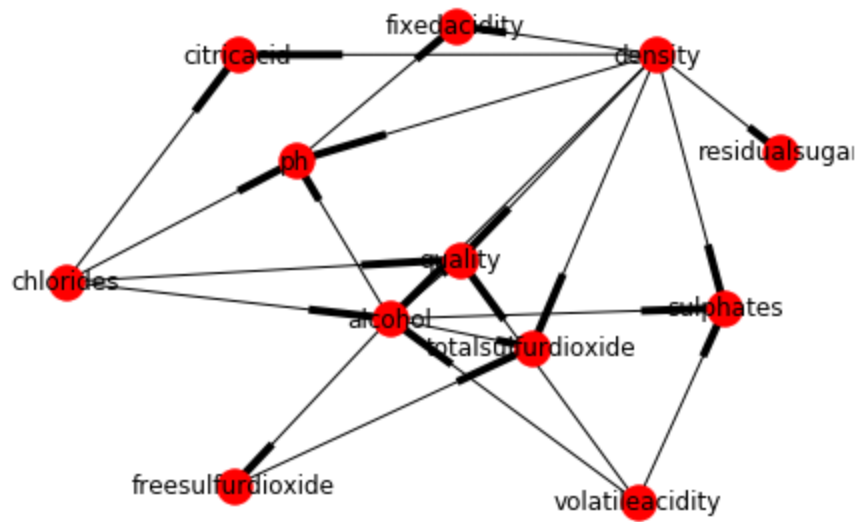 fixedacidity
citricacid
density
residualsugar
ph
quality
chlorides
sulphates
alcohol
totalsulfurdioxide
freesulfurdioxide
volatileacidity